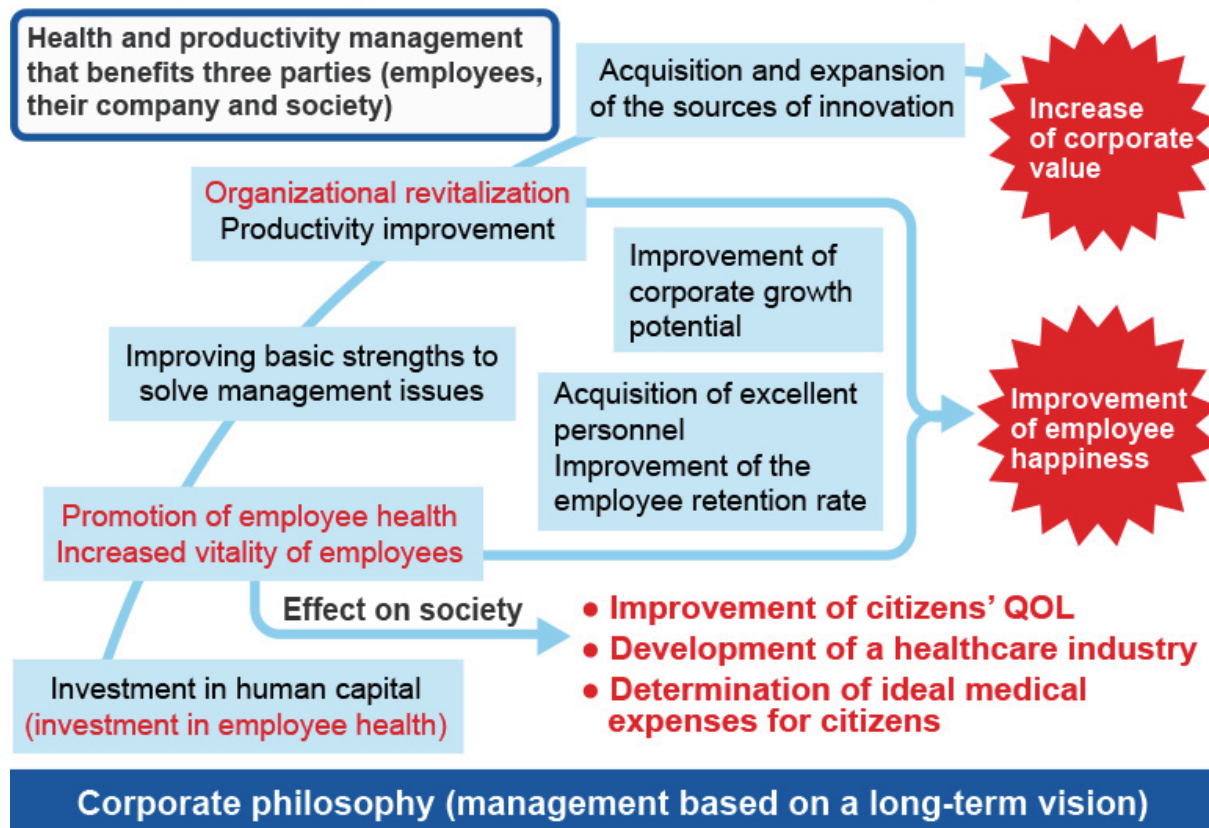 Health and productivity management
that benefits three parties (employees,
their company and society)
Acquisition and expansion
of the sources of innovation
Increase
of corporate
value
Organizational revitalization
Productivity improvement
Improvement of
corporate growth
potential
Improving basic strengths to
solve management issues
Acquisition of excellent
personnel
Improvement of the
employee retention rate
Improvement
of employee
happiness
Promotion of employee health
Increased vitality of employees
Effect on society
● Improvement of citizens’ QOL
● Development of a healthcare industry
● Determination of ideal medical
expenses for citizens
Investment in human capital
(investment in employee health)
Corporate philosophy (management based on a long-term vision)